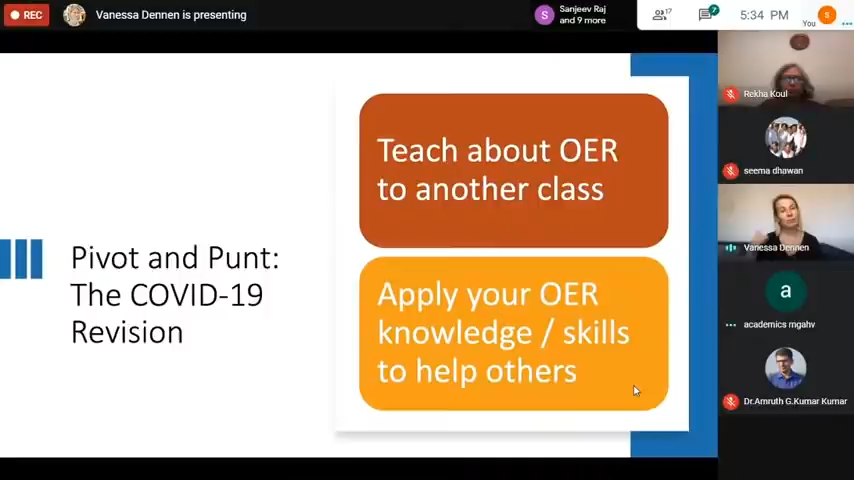 REC
Vanessa Dennen is presenting
S
Sanjeev Raj
and 9 more
17
7
5:34 PM
You
S
Teach about OER
to another class
Pivot and Punt:
The COVID-19
Revision
Apply your OER
knowledge / skills
to help others
Rekha Koul
seema dhawan
Vanessa Dennen
a
academics mgahv
Dr.Amruth G.Kumar Kumar